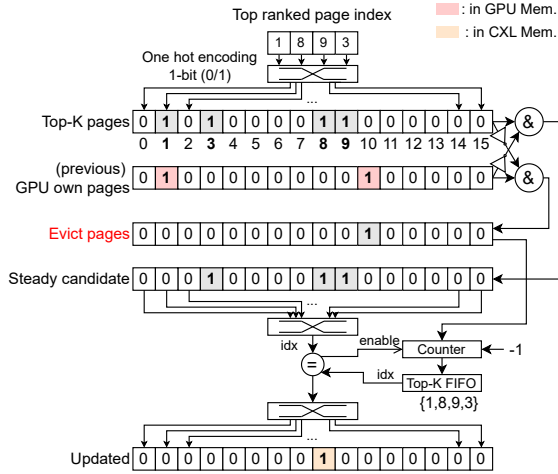 Top ranked page index
: in GPU Mem.
: in CXL Mem.
1 8 9 3
One hot encoding
1-bit (0/1)
...
Top-K pages 0 1 0 1 0 0 0 0 1 1 0 0 0 0 0 0 &
0 1 2 3 4 5 6 7 8 9 10 11 12 13 14 15
(previous)
GPU own pages 0 1 0 0 0 0 0 0 0 0 1 0 0 0 0 0 &
Evict pages 0 0 0 0 0 0 0 0 0 0 1 0 0 0 0 0
Steady candidate 0 0 0 1 0 0 0 0 1 1 0 0 0 0 0 0
...
idx
enable
Counter -1
=
idx
Top-K FIFO
{1,8,9,3}
...
Updated 0 0 0 0 0 0 0 0 1 0 0 0 0 0 0 0